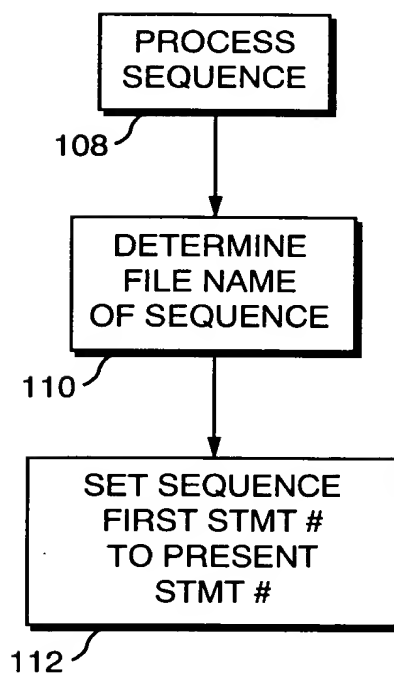 PROCESS
SEQUENCE
108
DETERMINE
FILE NAME
OF SEQUENCE
110
SET SEQUENCE
FIRST STMT #
TO PRESENT
STMT #
112